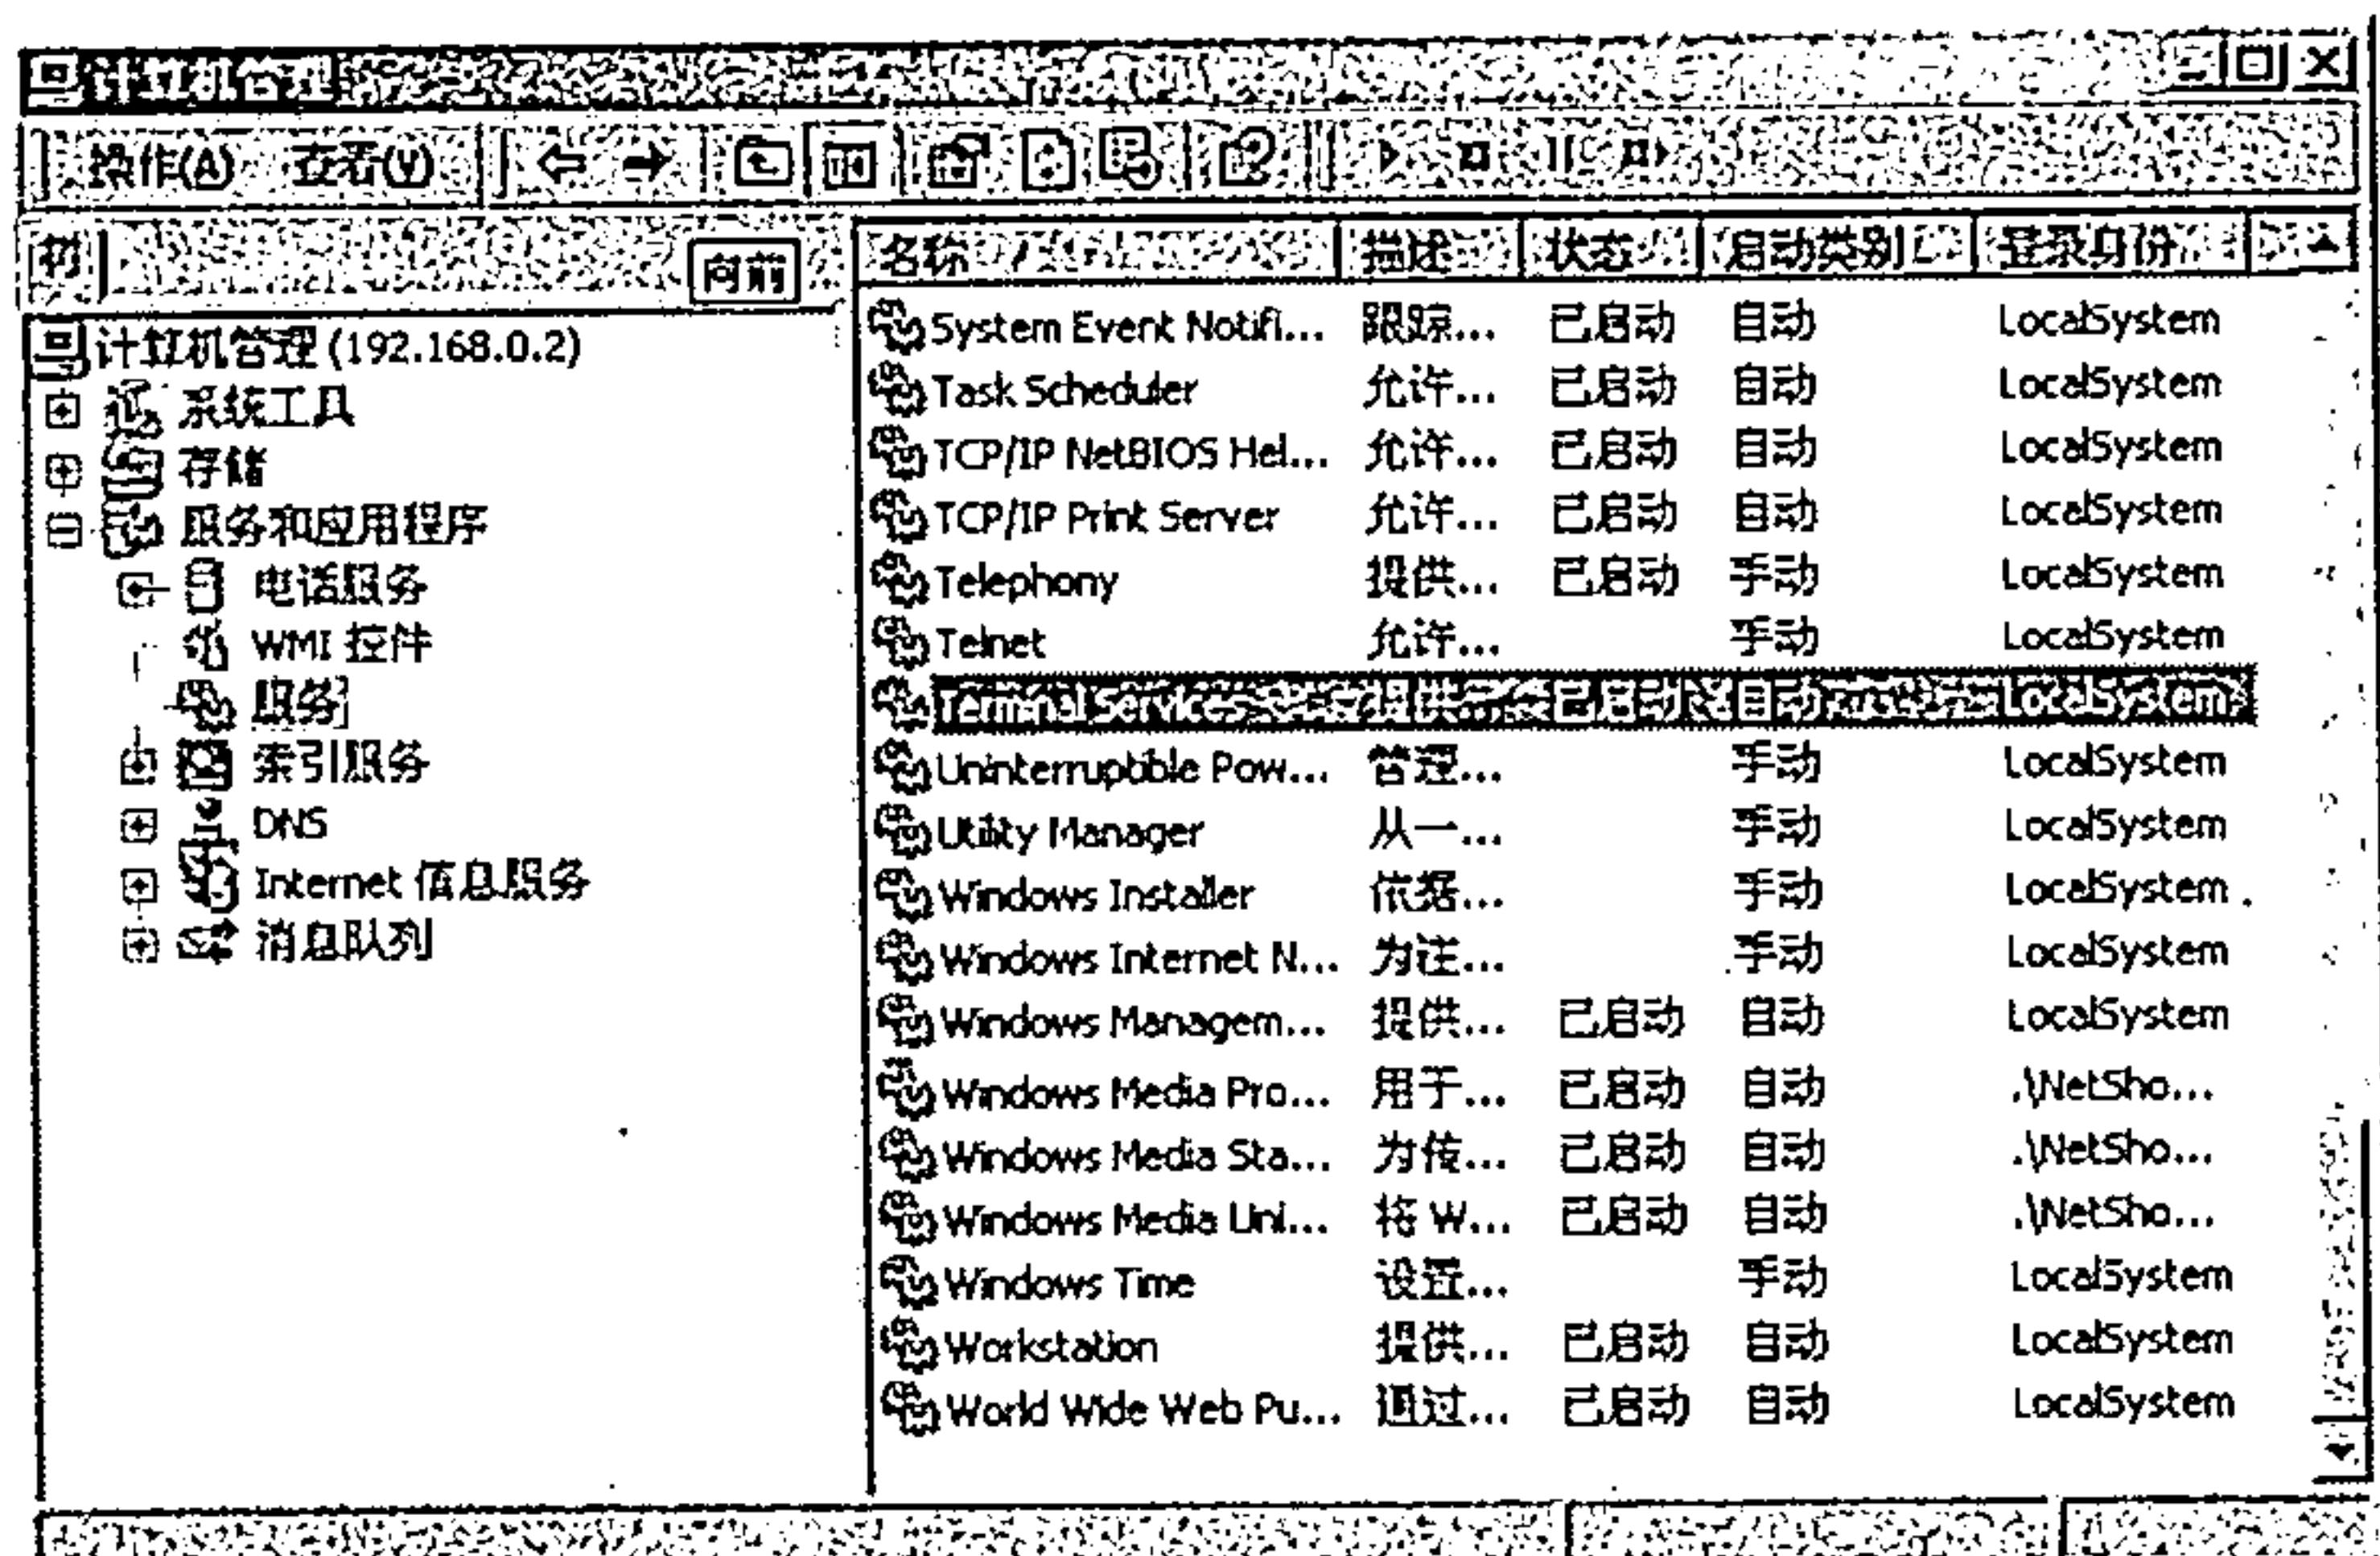 计算机管理
操作(A) 查看(V)
树 向前
计算机管理 (192.168.0.2)
系统工具
存储
服务和应用程序
电话服务
WMI 控件
服务
索引服务
DNS
Internet 信息服务
消息队列
名称 描述 状态 启动类别 登录身份
System Event Notifi... 跟踪... 已启动 自动 LocalSystem
Task Scheduler 允许... 已启动 自动 LocalSystem
TCP/IP NetBIOS Hel... 允许... 已启动 自动 LocalSystem
TCP/IP Print Server 允许... 已启动 自动 LocalSystem
Telephony 提供... 已启动 手动 LocalSystem
Telnet 允许... 手动 LocalSystem
Terminal Services 提供... 已启动 自动 LocalSystem
Uninterruptible Pow... 管理... 手动 LocalSystem
Utility Manager 从一... 手动 LocalSystem
Windows Installer 依据... 手动 LocalSystem
Windows Internet N... 为注... 手动 LocalSystem
Windows Managem... 提供... 已启动 自动 LocalSystem
Windows Media Pro... 用于... 已启动 自动 .\NetSho...
Windows Media Sta... 为传... 已启动 自动 .\NetSho...
Windows Media Uni... 将 W... 已启动 自动 .\NetSho...
Windows Time 设置... 手动 LocalSystem
Workstation 提供... 已启动 自动 LocalSystem
World Wide Web Pu... 通过... 已启动 自动 LocalSystem